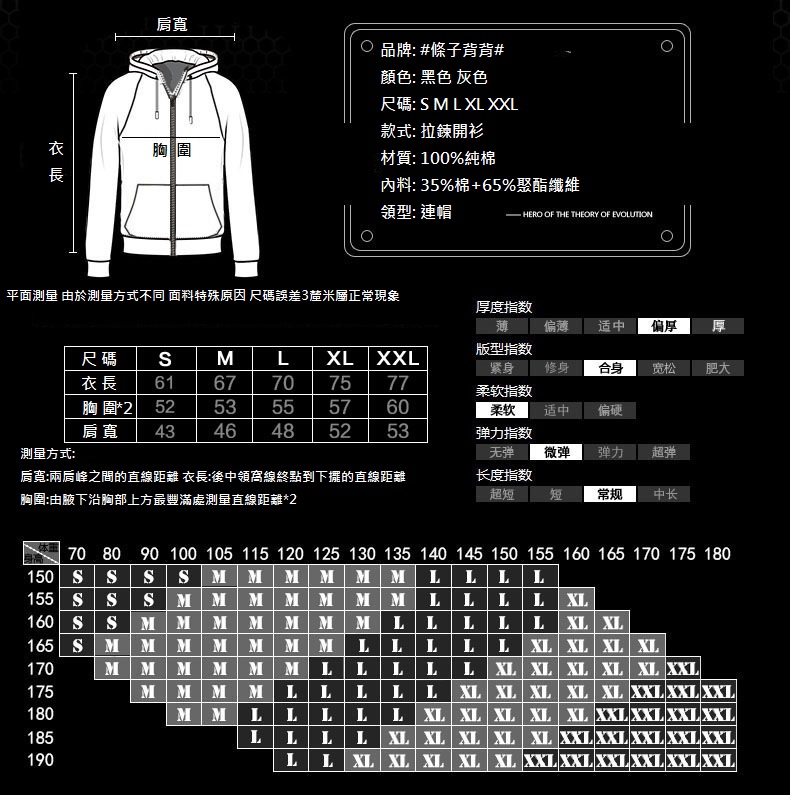 肩寬
衣長
胸 圍
品牌: #條子背背#
顏色: 黑色 灰色
尺碼: S M L XL XXL
款式: 拉鍊開衫
材質: 100%純棉
內料: 35%棉+65%聚酯纖維
領型: 連帽
HERO OF THE THEORY OF EVOLUTION
平面測量 由於測量方式不同 面料特殊原因 尺碼誤差3釐米屬正常現象
厚度指数
薄 偏薄 适中 偏厚 厚
版型指数
紧身 修身 合身 宽松 肥大
柔软指数
柔软 适中 偏硬
弹力指数
无弹 微弹 弹力 超弹
长度指数
超短 短 常规 中长
尺 碼 S M L XL XXL
衣 長 61 67 70 75 77
胸 圍*2 52 53 55 57 60
肩 寬 43 46 48 52 53
測量方式:
肩寬:兩肩峰之間的直線距離 衣長:後中領窩線終點到下擺的直線距離
胸圍:由腋下沿胸部上方最豐滿處測量直線距離*2
体重 身高 70 80 90 100 105 115 120 125 130 135 140 145 150 155 160 165 170 175 180
150 S S S S M M M M M M L L L L
155 S S S M M M M M M M L L L L XL
160 S S M M M M M M M L L L L L XL XL
165 S M M M M M M M L L L L L XL XL XL XL
170 M M M M M M L L L L L XL XL XL XL XL XXL
175 M M M M L L L L L XL XL XL XL XL XXL XXL XXL
180 M M L L L L L XL XL XL XL XL XXL XXL XXL XXL
185 L L L L XL XL XL XL XL XXL XXL XXL XXL XXL
190 L L XL XL XL XL XL XXL XXL XXL XXL XXL XXL